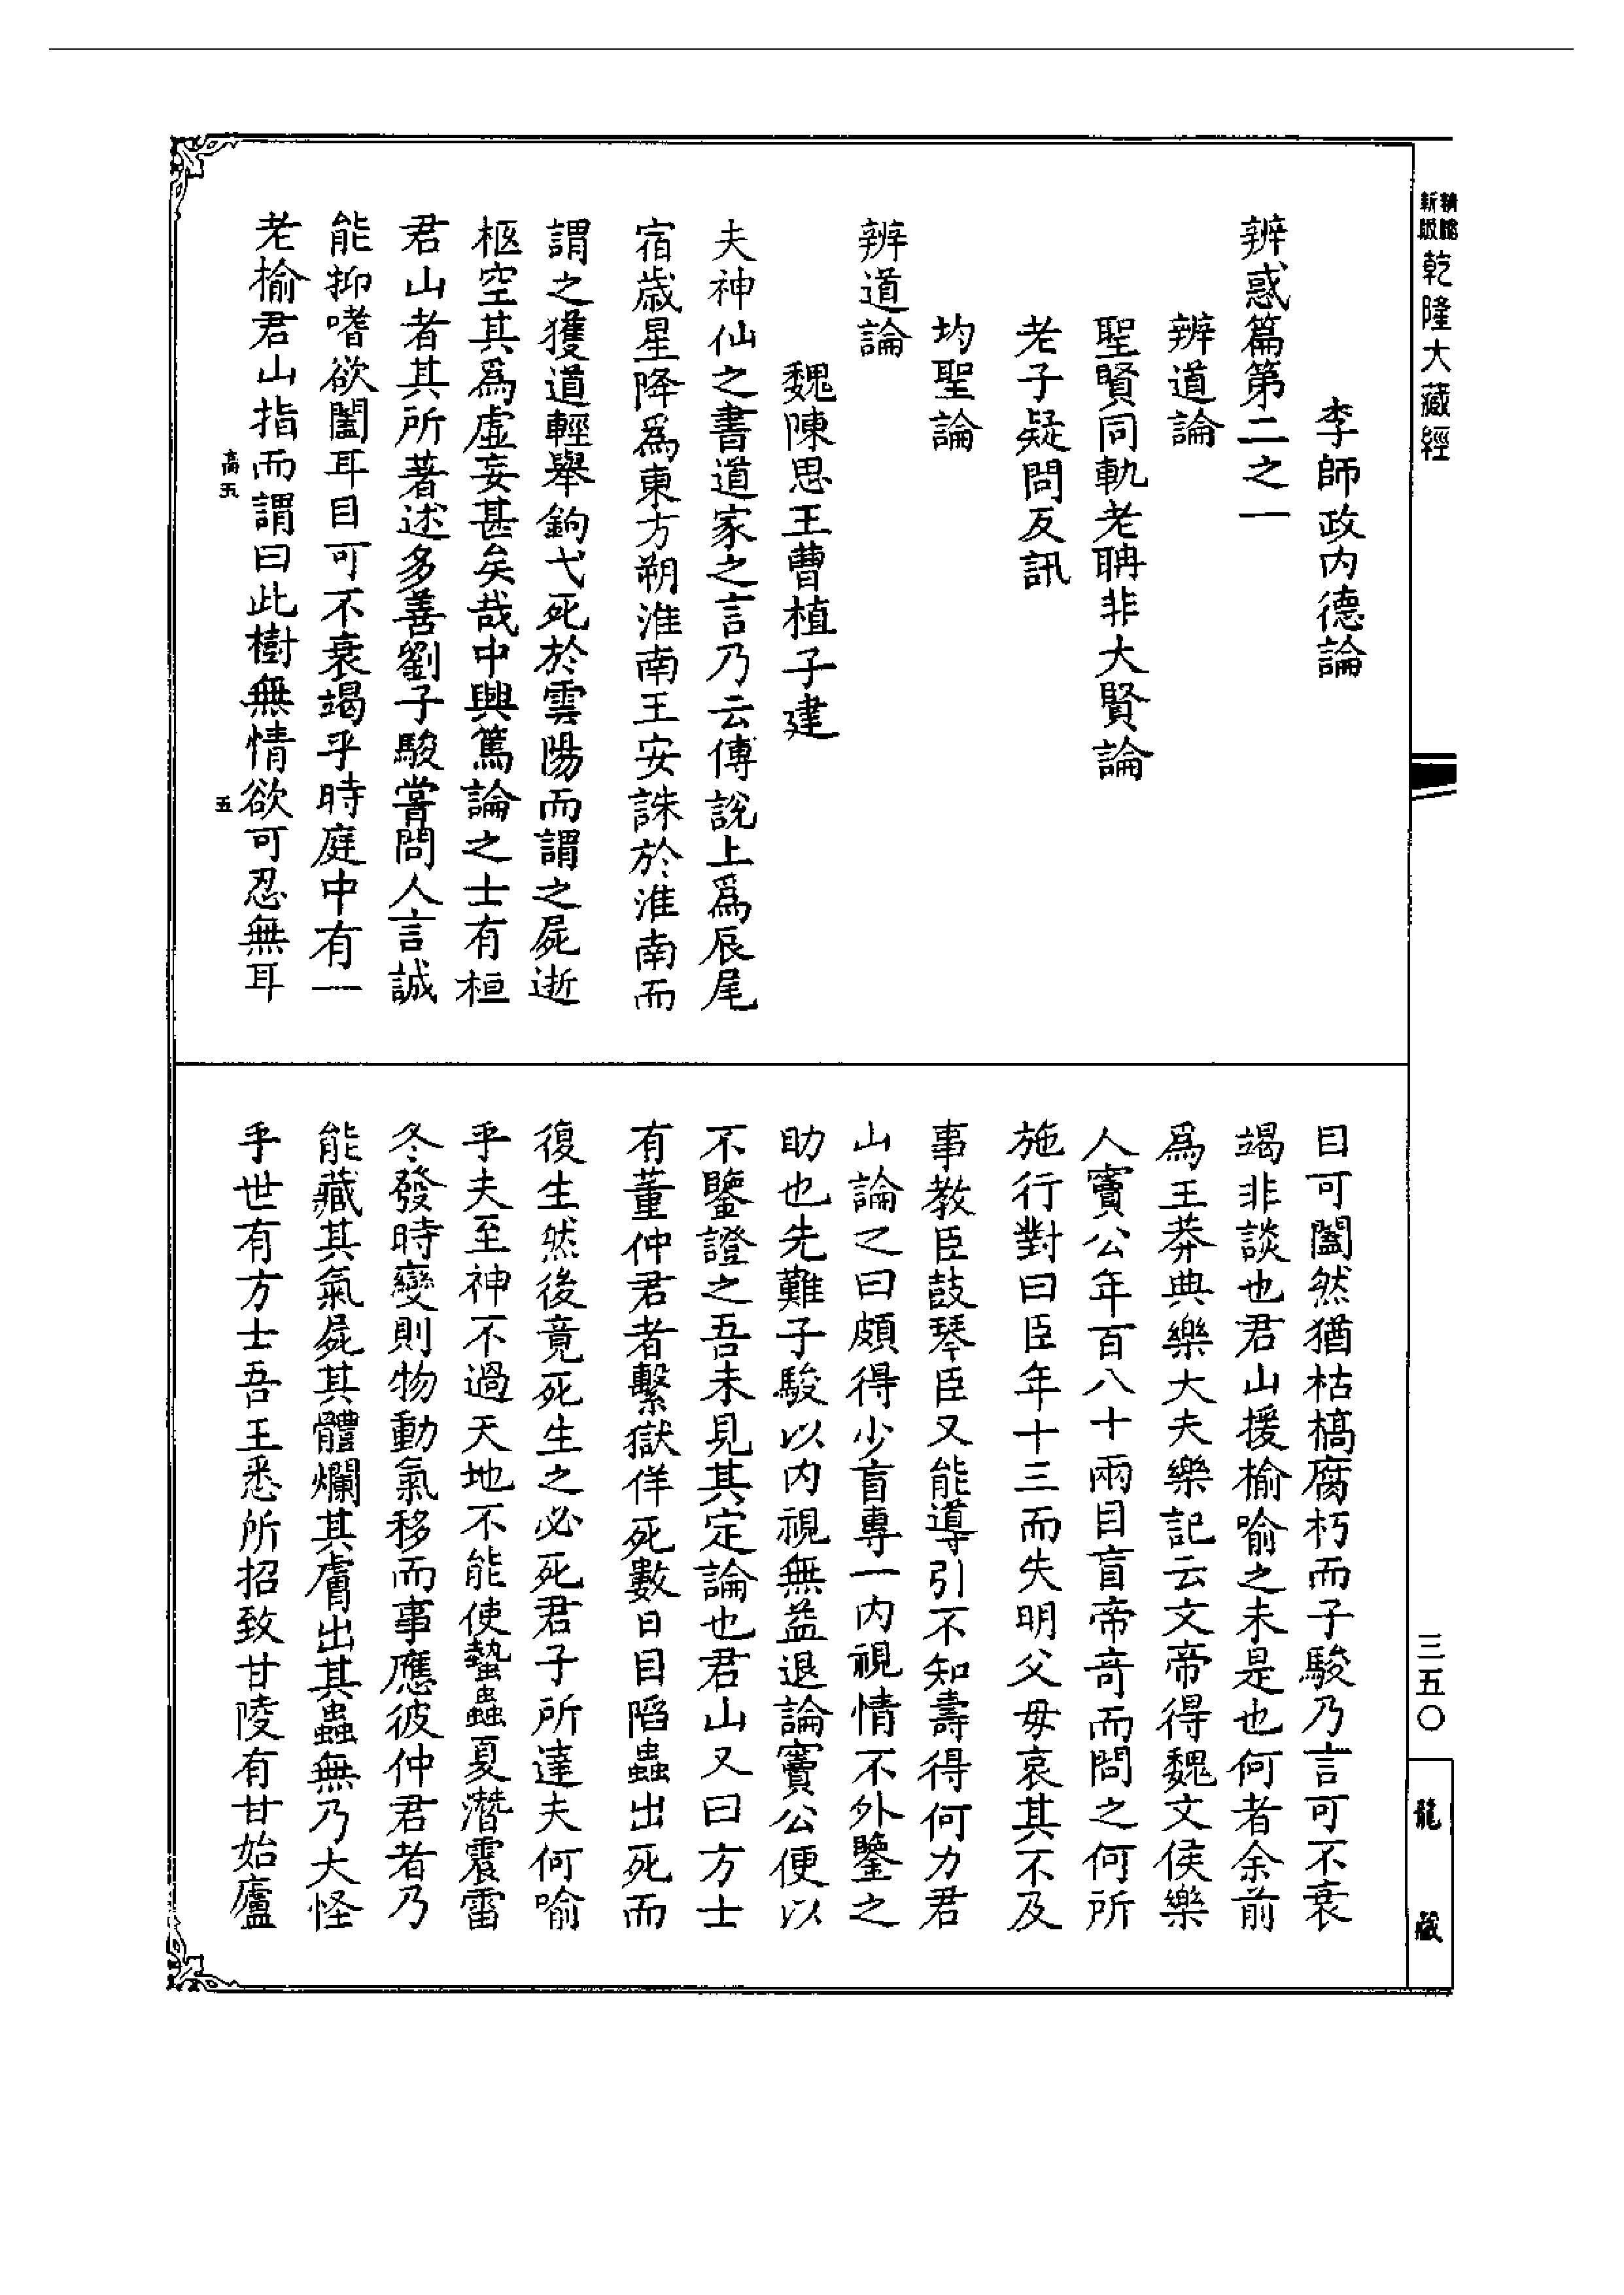 新版
精縮
乾隆大藏經
李師政內德論
辨惑篇第二之一
辨道論
聖賢同軌老聃非大賢論
老子疑問反訊
均聖論
辨道論
魏陳思王曹植子建
夫神仙之書道家之言乃云傅說上為辰尾
宿歲星降為東方朔淮南王安誅於淮南而
謂之獲道輕舉鉤弋死於雲陽而謂之屍逝
柩空其為虛妄甚矣哉中興篤論之士有桓
君山者其所著述多善劉子駿嘗問人言誠
能抑嗜欲闔耳目可不衰竭乎時庭中有一
老榆君山指而謂曰此樹無情欲可忍無耳
高五
五
目可闔然猶枯槁腐朽而子駿乃言可不衰
竭非談也君山援榆喻之未是也何者余前
為王莽典樂大夫樂記云文帝得魏文侯樂
人竇公年百八十兩目盲帝奇而問之何所
施行對曰臣年十三而失明父母哀其不及
事教臣鼓琴臣又能導引不知壽得何力君
山論之曰頗得少盲專一內視情不外鑒之
助也先難子駿以內視無益退論竇公便以
不鑒證之吾未見其定論也君山又曰方士
有董仲君者繫獄佯死數日目陷蟲出死而
復生然後竟死生之必死君子所達夫何喻
乎夫至神不過天地不能使蟄蟲夏潛震雷
冬發時變則物動氣移而事應彼仲君者乃
能藏其氣屍其體爛其膚出其蟲無乃大怪
乎世有方士吾王悉所招致甘陵有甘始廬
三五〇
龍藏